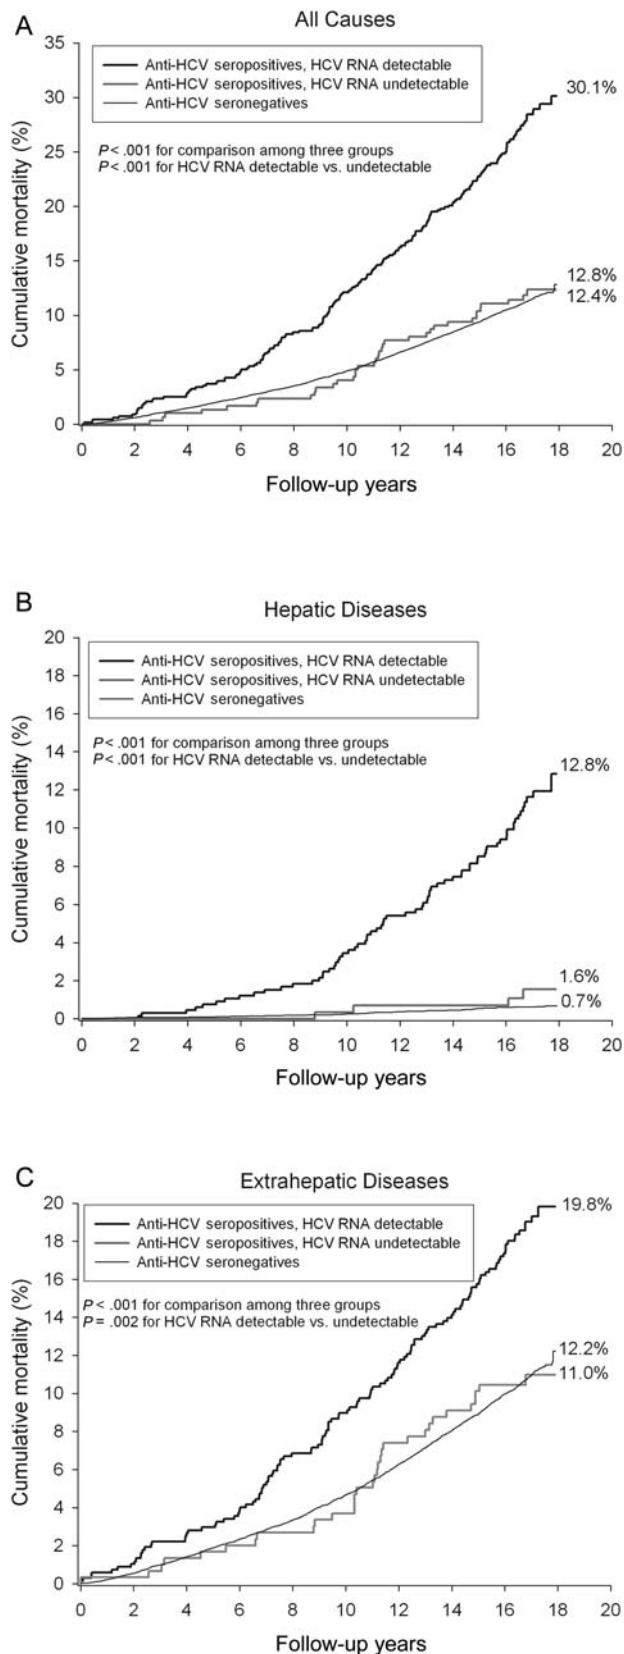 A
All Causes
35
30
25
20
15
10
5
0
Cumulative mortality (%)
Anti-HCV seropositives, HCV RNA detectable
Anti-HCV seropositives, HCV RNA undetectable
Anti-HCV seronegatives
P < .001 for comparison among three groups
P < .001 for HCV RNA detectable vs. undetectable
30.1%
12.8%
12.4%
0 2 4 6 8 10 12 14 16 18 20
Follow-up years
B
Hepatic Diseases
20
18
16
14
12
10
8
6
4
2
0
Cumulative mortality (%)
Anti-HCV seropositives, HCV RNA detectable
Anti-HCV seropositives, HCV RNA undetectable
Anti-HCV seronegatives
P < .001 for comparison among three groups
P < .001 for HCV RNA detectable vs. undetectable
12.8%
1.6%
0.7%
0 2 4 6 8 10 12 14 16 18 20
Follow-up years
C
Extrahepatic Diseases
20
18
16
14
12
10
8
6
4
2
0
Cumulative mortality (%)
Anti-HCV seropositives, HCV RNA detectable
Anti-HCV seropositives, HCV RNA undetectable
Anti-HCV seronegatives
P < .001 for comparison among three groups
P = .002 for HCV RNA detectable vs. undetectable
19.8%
12.2%
11.0%
0 2 4 6 8 10 12 14 16 18 20
Follow-up years